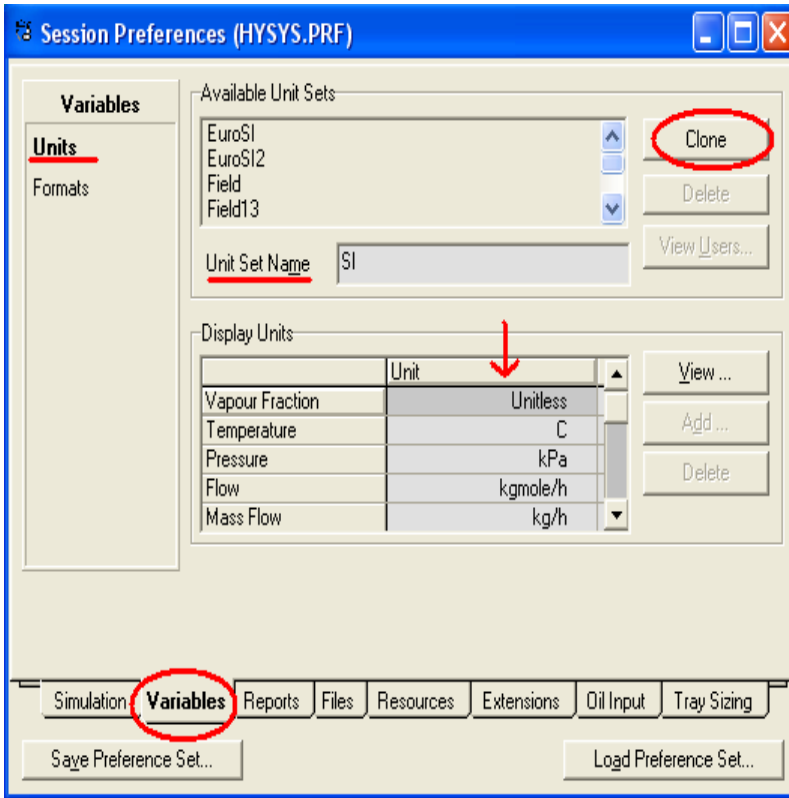 Session Preferences (HYSYS.PRF)
Variables
Units
Formats
Available Unit Sets
EuroSI
EuroSI2
Field
Field13
Unit Set Name SI
Clone
Delete
View Users...
Display Units
Unit
Vapour Fraction Unitless
Temperature C
Pressure kPa
Flow kgmole/h
Mass Flow kg/h
View ...
Add ...
Delete
Simulation Variables Reports Files Resources Extensions Oil Input Tray Sizing
Save Preference Set... Load Preference Set...